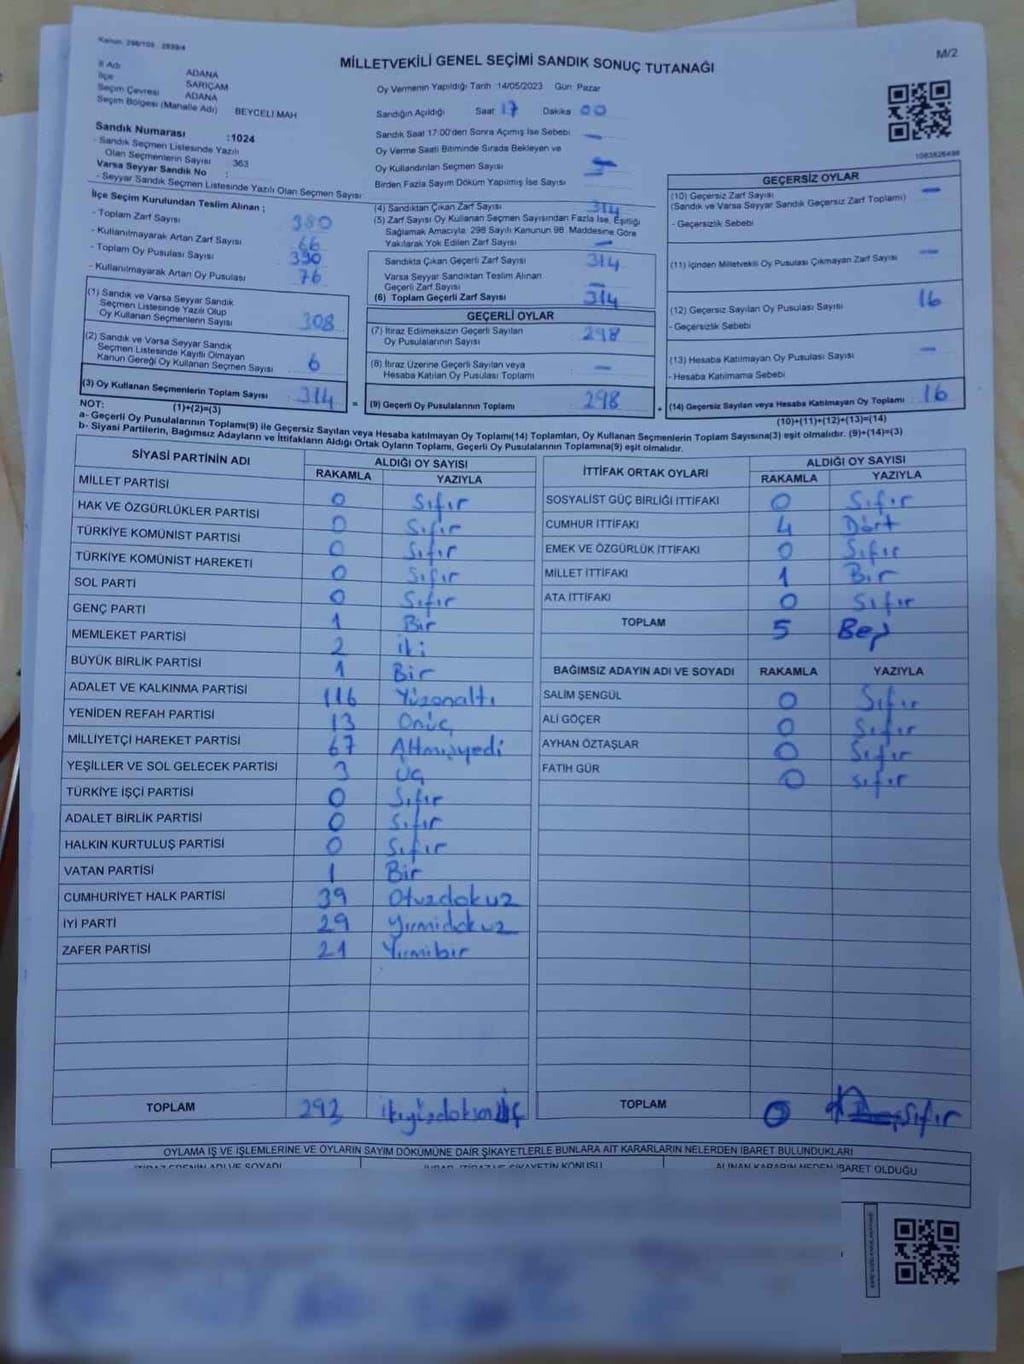 Kanun: 298/105 2839/4
M/2
MİLLETVEKİLİ GENEL SEÇİMİ SANDIK SONUÇ TUTANAĞI
İl Adı ADANA
İlçe SARIÇAM
Seçim Çevresi ADANA
Seçim Bölgesi (Mahalle Adı) BEYCELİ MAH
Sandık Numarası :1024
- Sandık Seçmen Listesinde Yazılı
Olan Seçmenlerin Sayısı 363
Varsa Seyyar Sandık No :
- Seyyar Sandık Seçmen Listesinde Yazılı Olan Seçmen Sayısı
Oy Vermenin Yapıldığı Tarih 14/05/2023 Gün Pazar
Sandığın Açıldığı Saat 17 Dakika 00
Sandık Saat 17:00'den Sonra Açımış İse Sebebi –
Oy Verme Saati Bitiminde Sırada Bekleyen ve
Oy Kullandırılan Seçmen Sayısı
Birden Fazla Sayım Döküm Yapılmış İse Sayısı –
1083826498
İlçe Seçim Kurulundan Teslim Alınan ;
- Toplam Zarf Sayısı 380
- Kullanılmayarak Artan Zarf Sayısı 66
- Toplam Oy Pusulası Sayısı 390
- Kullanılmayarak Artan Oy Pusulası 76
(1) Sandık ve Varsa Seyyar Sandık
Seçmen Listesinde Yazılı Olup
Oy Kullanan Seçmenlerin Sayısı 308
(2) Sandık ve Varsa Seyyar Sandık
Seçmen Listesinde Kayıtlı Olmayan
Kanun Gereği Oy Kullanan Seçmen Sayısı 6
(3) Oy Kullanan Seçmenlerin Toplam Sayısı 314 =
(1)+(2)=(3)
(4) Sandıktan Çıkan Zarf Sayısı 314
(5) Zarf Sayısı Oy Kullanan Seçmen Sayısından Fazla İse, Eşitliği
Sağlamak Amacıyla; 298 Sayılı Kanunun 98. Maddesine Göre
Yakılarak Yok Edilen Zarf Sayısı –
Sandıkta Çıkan Geçerli Zarf Sayısı 314
Varsa Seyyar Sandıktan Teslim Alınan
Geçerli Zarf Sayısı –
(6) Toplam Geçerli Zarf Sayısı 314
GEÇERLİ OYLAR
(7) İtiraz Edilmeksizin Geçerli Sayılan
Oy Pusulalarının Sayısı 298
(8) İtiraz Üzerine Geçerli Sayılan veya
Hesaba Katılan Oy Pusulası Toplamı –
(9) Geçerli Oy Pusulalarının Toplamı 298 +
GEÇERSİZ OYLAR
(10) Geçersiz Zarf Sayısı –
(Sandık ve Varsa Seyyar Sandık Geçersiz Zarf Toplamı)
- Geçersizlik Sebebi
(11) İçinden Milletvekili Oy Pusulası Çıkmayan Zarf Sayısı –
(12) Geçersiz Sayılan Oy Pusulası Sayısı 16
- Geçersizlik Sebebi
(13) Hesaba Katılmayan Oy Pusulası Sayısı –
- Hesaba Katılmama Sebebi
(14) Geçersiz Sayılan veya Hesaba Katılmayan Oy Toplamı 16
(10)+(11)+(12)+(13)=(14)
NOT:
a- Geçerli Oy Pusulalarının Toplamı(9) ile Geçersiz Sayılan veya Hesaba katılmayan Oy Toplamı(14) Toplamları, Oy Kullanan Seçmenlerin Toplam Sayısına(3) eşit olmalıdır. (9)+(14)=(3)
b- Siyasi Partilerin, Bağımsız Adayların ve İttifakların Aldığı Ortak Oyların Toplamı, Geçerli Oy Pusulalarının Toplamına(9) eşit olmalıdır.
SİYASİ PARTİNİN ADI ALDIĞI OY SAYISI
RAKAMLA YAZIYLA
MİLLET PARTİSİ 0 Sıfır
HAK VE ÖZGÜRLÜKLER PARTİSİ 0 Sıfır
TÜRKİYE KOMÜNİST PARTİSİ 0 Sıfır
TÜRKİYE KOMÜNİST HAREKETİ 0 Sıfır
SOL PARTİ 0 Sıfır
GENÇ PARTİ 1 Bir
MEMLEKET PARTİSİ 2 iki
BÜYÜK BİRLİK PARTİSİ 1 Bir
ADALET VE KALKINMA PARTİSİ 116 Yüzonaltı
YENİDEN REFAH PARTİSİ 13 Onüç
MİLLİYETÇİ HAREKET PARTİSİ 67 Altmışyedi
YEŞİLLER VE SOL GELECEK PARTİSİ 3 Üç
TÜRKİYE İŞÇİ PARTİSİ 0 Sıfır
ADALET BİRLİK PARTİSİ 0 Sıfır
HALKIN KURTULUŞ PARTİSİ 0 Sıfır
VATAN PARTİSİ 1 Bir
CUMHURİYET HALK PARTİSİ 39 Otuzdokuz
İYİ PARTİ 29 Yirmidokuz
ZAFER PARTİSİ 21 Yirmibir
TOPLAM 293 ikiyüzdoksanüç
İTTİFAK ORTAK OYLARI ALDIĞI OY SAYISI
RAKAMLA YAZIYLA
SOSYALİST GÜÇ BİRLİĞİ İTTİFAKI 0 Sıfır
CUMHUR İTTİFAKI 4 Dört
EMEK VE ÖZGÜRLÜK İTTİFAKI 0 Sıfır
MİLLET İTTİFAKI 1 Bir
ATA İTTİFAKI 0 Sıfır
TOPLAM 5 Beş
BAĞIMSIZ ADAYIN ADI VE SOYADI RAKAMLA YAZIYLA
SALİM ŞENGÜL 0 Sıfır
ALİ GÖÇER 0 Sıfır
AYHAN ÖZTAŞLAR 0 Sıfır
FATİH GÜR 0 Sıfır
TOPLAM 0 Sıfır
OYLAMA İŞ VE İŞLEMLERİNE VE OYLARIN SAYIM DÖKÜMÜNE DAİR ŞİKAYETLERLE BUNLARA AİT KARARLARIN NELERDEN İBARET BULUNDUKLARI
İTİRAZ EDENİN ADI VE SOYADI İHBAR, İTİRAZ VE ŞİKAYETİN KONUSU ALINAN KARARIN NEDEN İBARET OLDUĞU